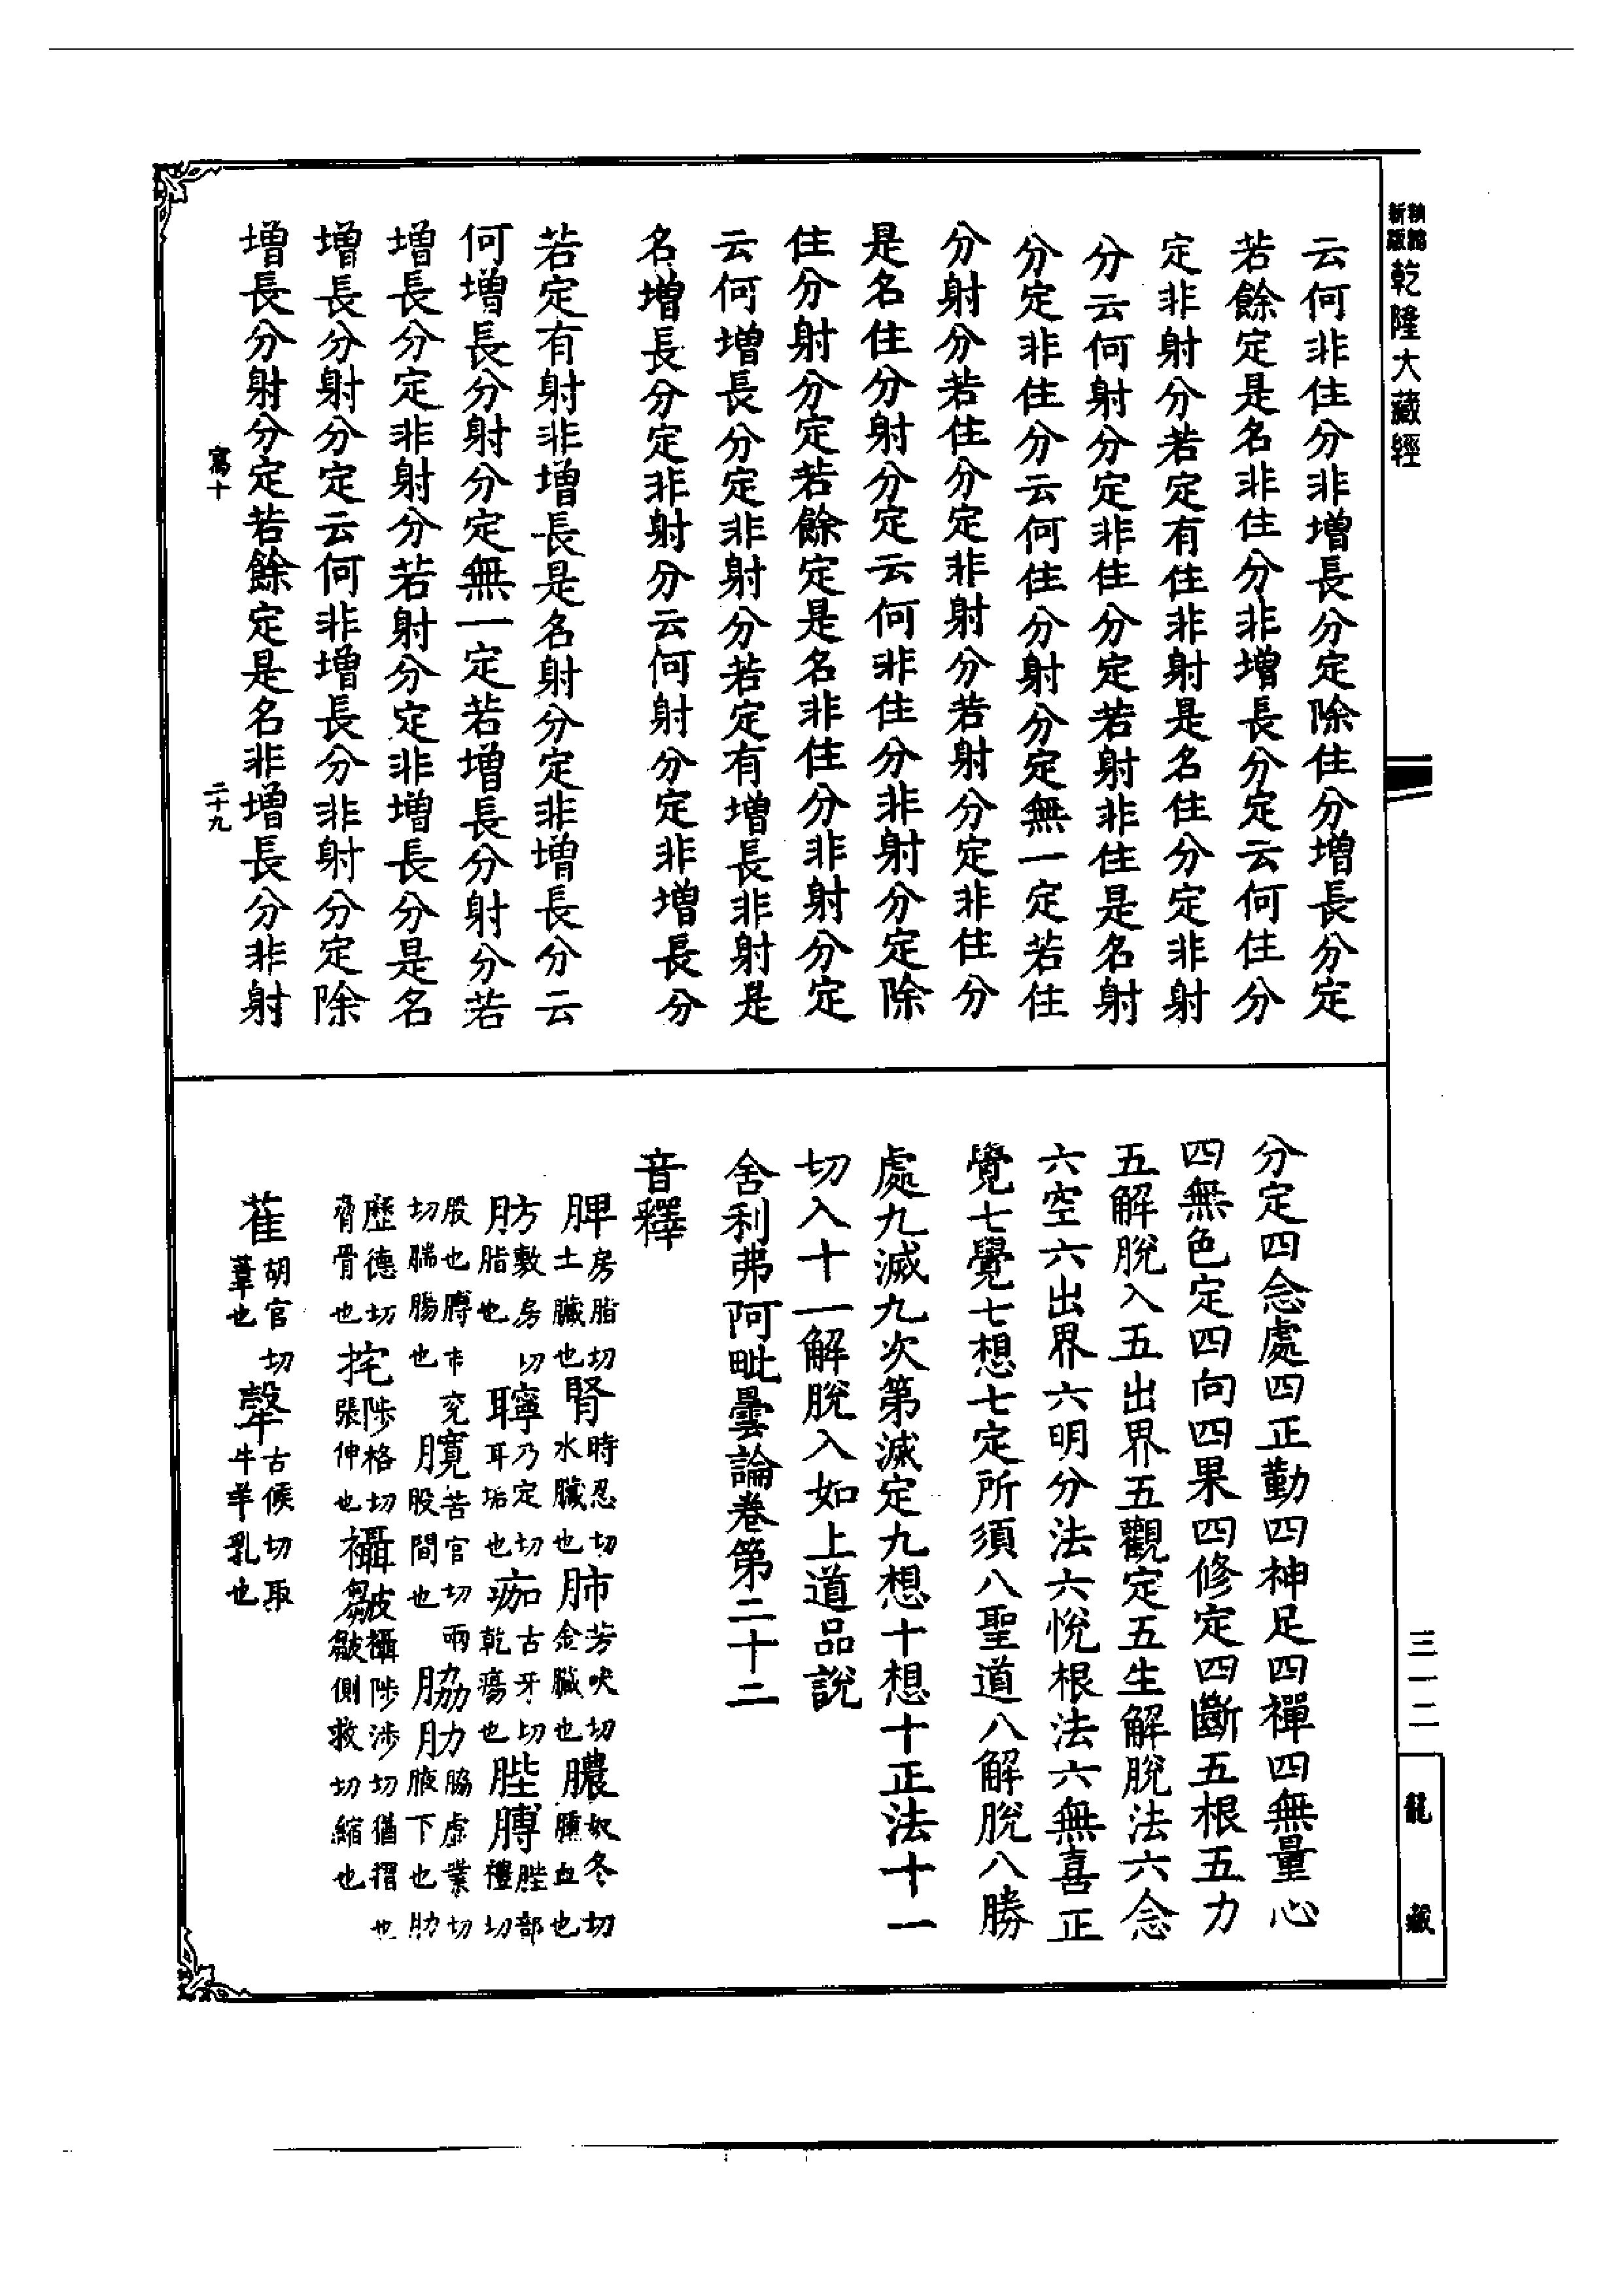 精縮
新版
乾隆大藏經
云何非住分非增長分定除住分增長分定
若餘定是名非住分非增長分定云何住分
定非射分若定有住非射是名住分定非射
分云何射分定非住分定若射非住是名射
分定非住分云何住分射分定無一定若住
分射分若住分定非射分若射分定非住分
是名住分射分定云何非住分非射分定除
住分射分定若餘定是名非住分非射分定
云何增長分定非射分若定有增長非射是
名增長分定非射分云何射分定非增長分
若定有射非增長是名射分定非增長分云
何增長分射分定無一定若增長分射分若
增長分定非射分若射分定非增長分是名
增長分射分定云何非增長分非射分定除
增長分射分定若餘定是名非增長分非射
寫十
二十九
分定四念處四正勤四神足四禪四無量心
四無色定四向四果四修定四斷五根五力
五解脫入五出界五觀定五生解脫法六念
六空六出界六明分法六悅根法六無喜正
覺七覺七想七定所須八聖道八解脫八勝
處九滅九次第滅定九想十想十正法十一
切入十一解脫入如上道品說
舍利弗阿毗曇論卷第二十二
音釋
脾房脂切土臟也腎時忍切水臟也肺芳吠切金臟也膿奴冬切腫血也
肪敷房切脂也聹乃定切耳垢也痂古牙切乾瘍也䏶膊䏶部禮切
股也膊市兖切腨腸也髖苦官切兩股間也脇肋脇虛業切腋下也肋
歷德切脅骨也挓陟格切張伸也襵皺襵陟涉切猶摺也皺側救切縮也
萑胡官切葦也㲉古候切取牛羊乳也
三一二
龍藏